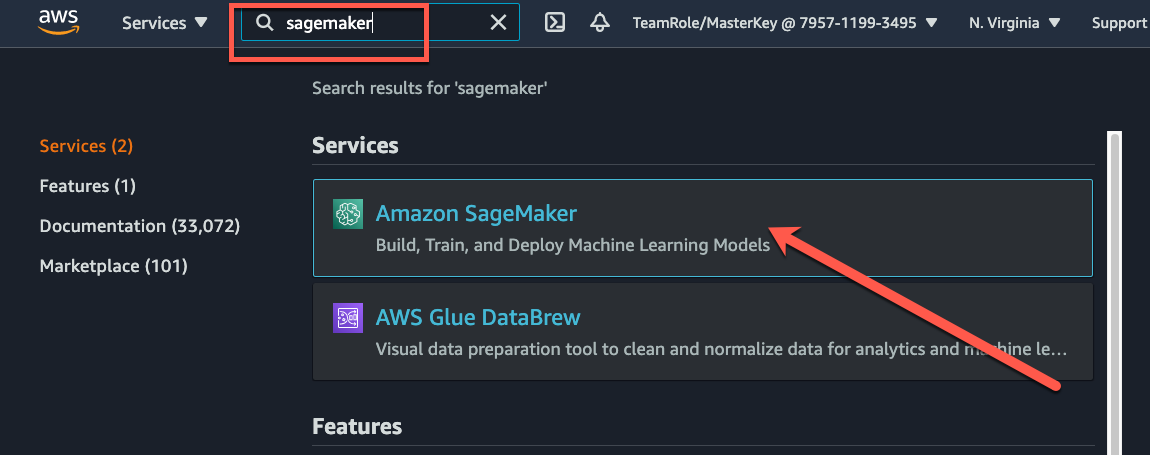 aws Services ▼ sagemaker TeamRole/MasterKey @ 7957-1199-3495 ▼ N. Virginia ▼ Support
Search results for 'sagemaker'
Services (2)
Features (1)
Documentation (33,072)
Marketplace (101)
Services
Amazon SageMaker
Build, Train, and Deploy Machine Learning Models
AWS Glue DataBrew
Visual data preparation tool to clean and normalize data for analytics and machine le…
Features